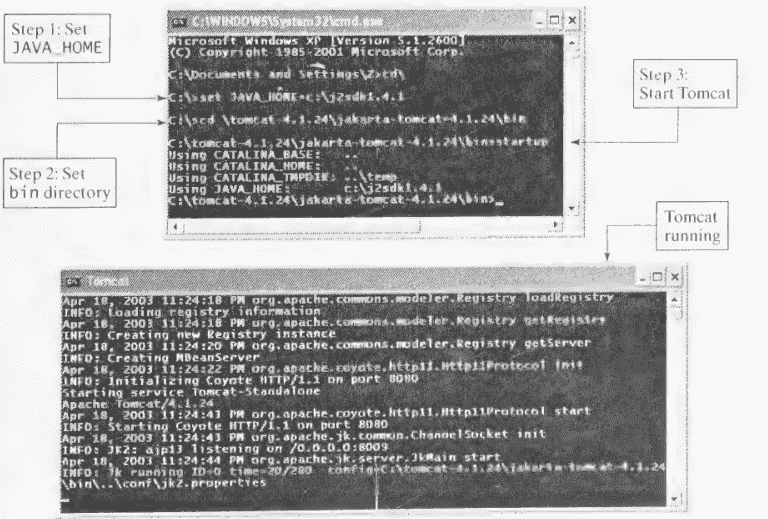 Step 1: Set
JAVA_HOME
Step 2: Set
bin directory
C:\WINDOWS\System32\cmd.exe
Microsoft Windows XP [Version 5.1.2600]
(C) Copyright 1985-2001 Microsoft Corp.
C:\Documents and Settings\Z>cd\
C:\>set JAVA_HOME=c:\j2sdk1.4.1
C:\>cd \tomcat-4.1.24\jakarta-tomcat-4.1.24\bin
C:\tomcat-4.1.24\jakarta-tomcat-4.1.24\bin>startup
Using CATALINA_BASE: ..
Using CATALINA_HOME: ..
Using CATALINA_TMPDIR: ..\temp
Using JAVA_HOME: c:\j2sdk1.4.1
C:\tomcat-4.1.24\jakarta-tomcat-4.1.24\bin>_
Step 3:
Start Tomcat
Tomcat
running
Tomcat
Apr 18, 2003 11:24:18 PM org.apache.commons.modeler.Registry loadRegistry
INFO: Loading registry information
Apr 18, 2003 11:24:18 PM org.apache.commons.modeler.Registry getRegistry
INFO: Creating new Registry instance
Apr 18, 2003 11:24:20 PM org.apache.commons.modeler.Registry getServer
INFO: Creating MBeanServer
Apr 18, 2003 11:24:22 PM org.apache.coyote.http11.Http11Protocol init
INFO: Initializing Coyote HTTP/1.1 on port 8080
Starting service Tomcat-Standalone
Apache Tomcat/4.1.24
Apr 18, 2003 11:24:43 PM org.apache.coyote.http11.Http11Protocol start
INFO: Starting Coyote HTTP/1.1 on port 8080
Apr 18, 2003 11:24:43 PM org.apache.jk.common.ChannelSocket init
INFO: JK2: ajp13 listening on /0.0.0.0:8009
Apr 18, 2003 11:24:44 PM org.apache.jk.server.JkMain start
INFO: Jk running ID=0 time=20/280 config=C:\tomcat-4.1.24\jakarta-tomcat-4.1.24
\bin\..\conf\jk2.properties